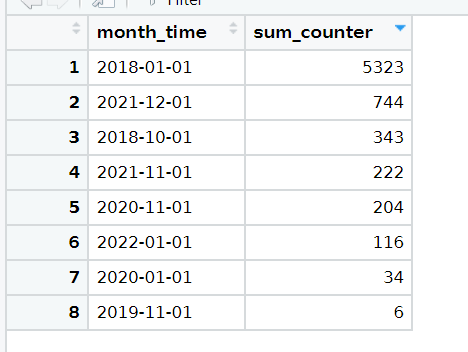 Filter
month_time sum_counter
1 2018-01-01 5323
2 2021-12-01 744
3 2018-10-01 343
4 2021-11-01 222
5 2020-11-01 204
6 2022-01-01 116
7 2020-01-01 34
8 2019-11-01 6